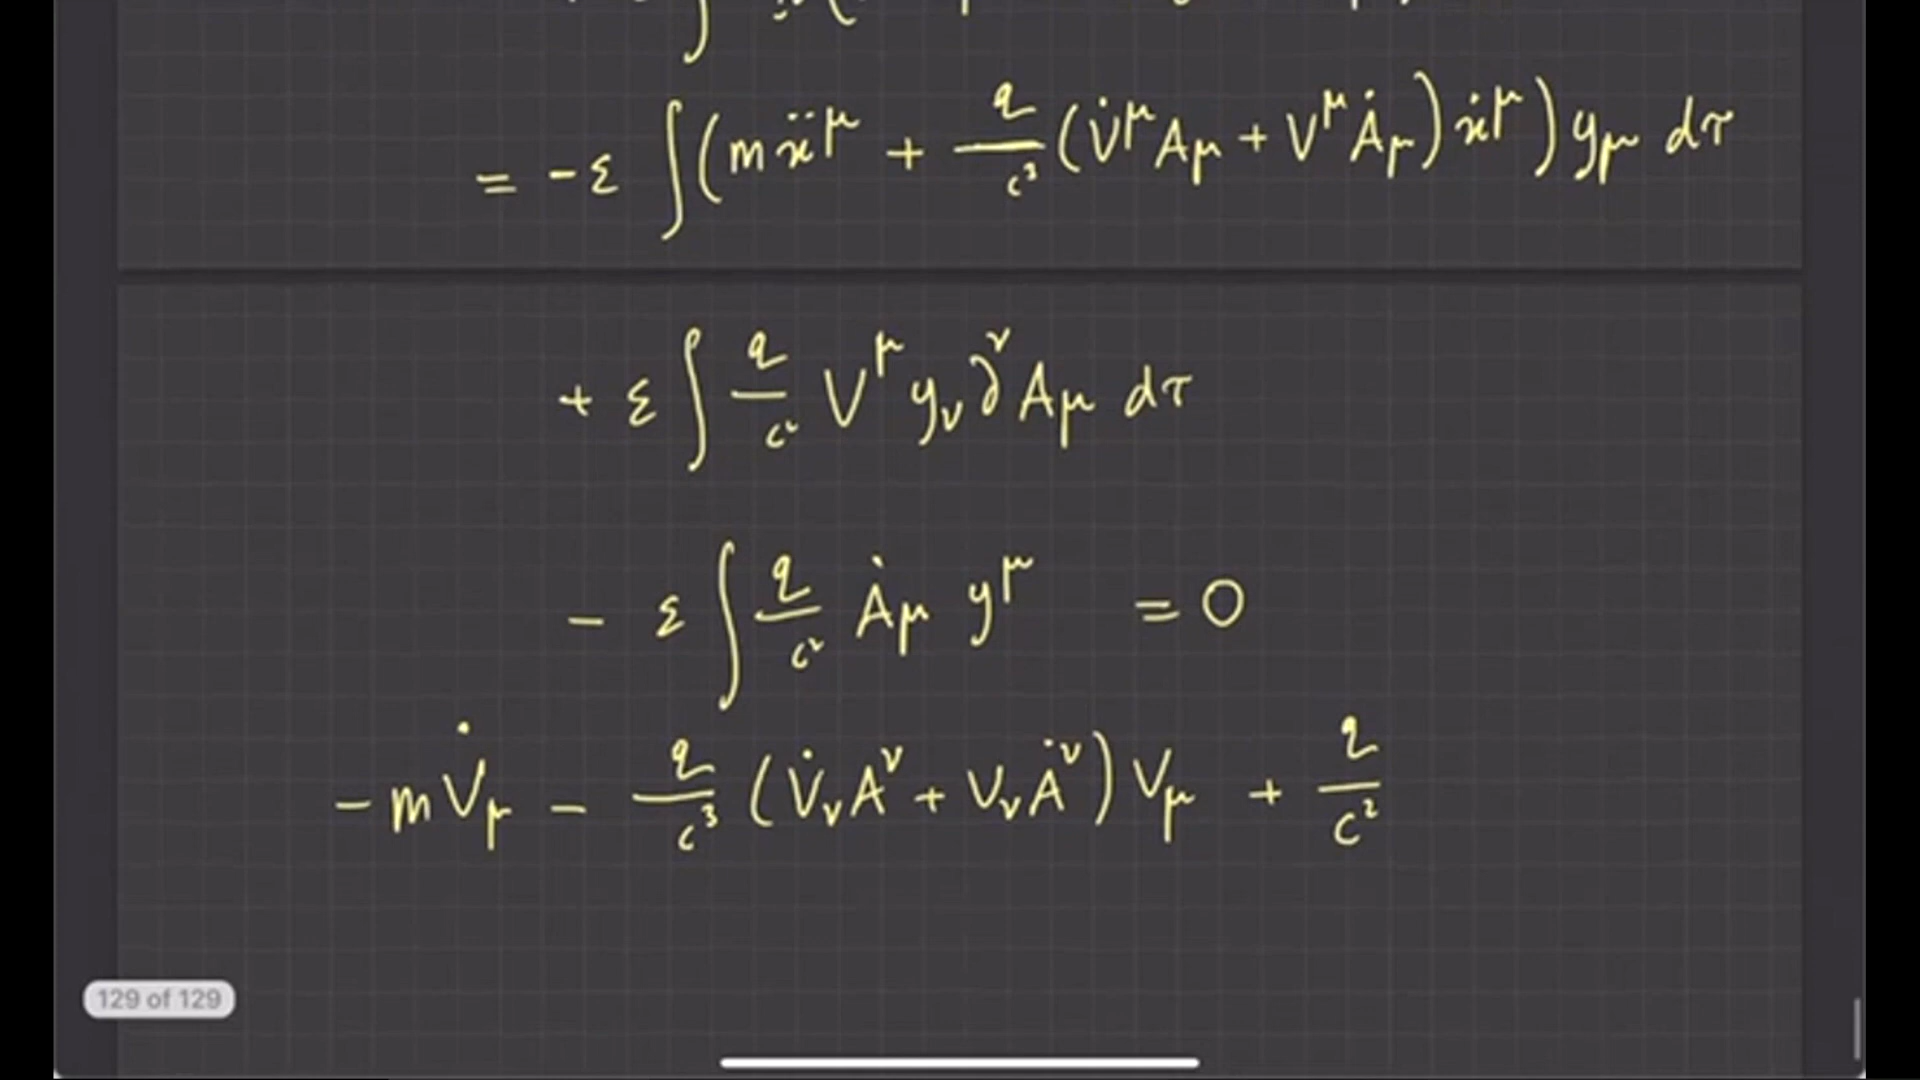 = -ε ∫(mẍ^μ + q/c³ (V̇^μ A_μ + V^μ Ȧ_μ) ẋ^μ) y_μ dτ
+ ε ∫ q/c² V^μ y_ν ∂^ν A_μ dτ
- ε ∫ q/c² Ȧ_μ y^μ = 0
- m V̇_μ - q/c³ (V̇_ν A^ν + V_ν Ȧ^ν) V_μ + q/c²
129 of 129